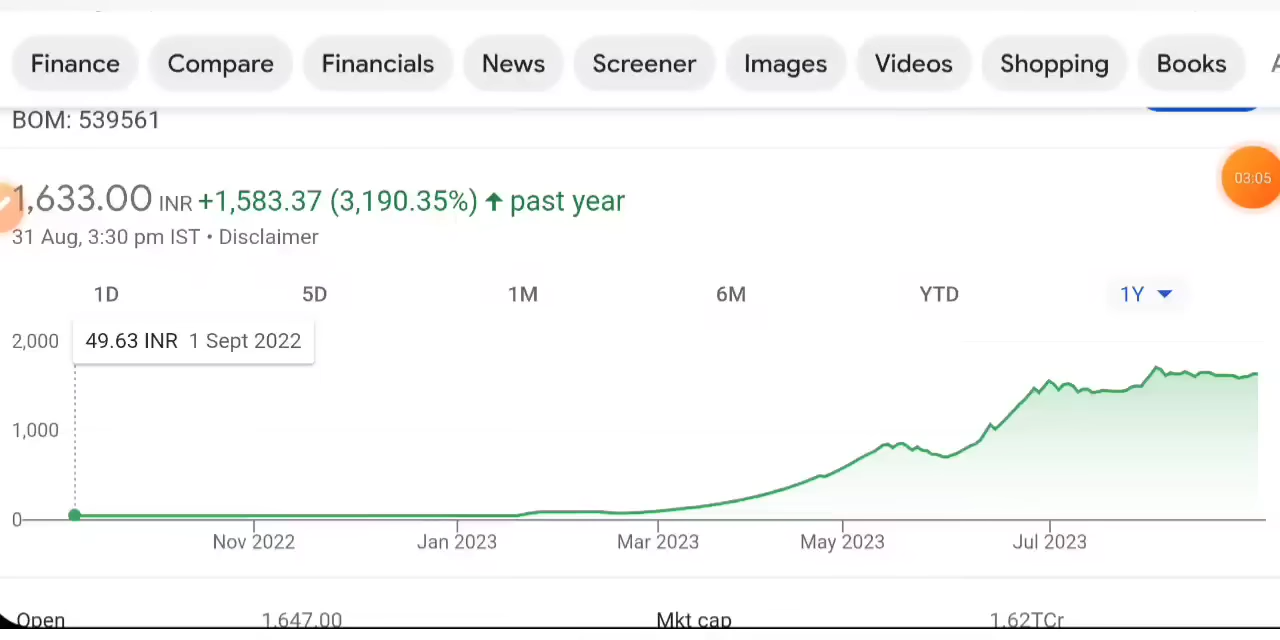 Finance Compare Financials News Screener Images Videos Shopping Books
BOM: 539561
1,633.00 INR +1,583.37 (3,190.35%) ↑ past year
03:05
31 Aug, 3:30 pm IST • Disclaimer
1D 5D 1M 6M YTD 1Y
2,000
49.63 INR 1 Sept 2022
1,000
0
Nov 2022 Jan 2023 Mar 2023 May 2023 Jul 2023
Open 1,647.00 Mkt cap 1.62TCr